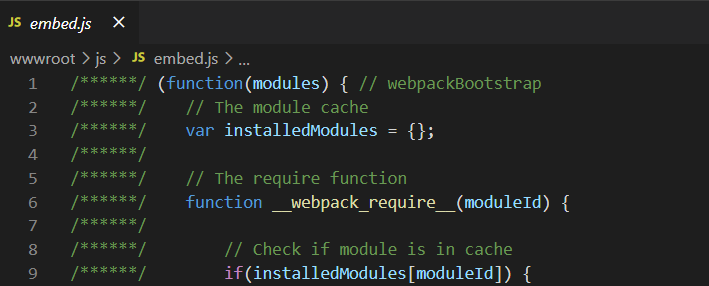 JS embed.js ×
wwwroot > js > JS embed.js > ...
1 /******/ (function(modules) { // webpackBootstrap
2 /******/ 	// The module cache
3 /******/ 	var installedModules = {};
4 /******/
5 /******/ 	// The require function
6 /******/ 	function __webpack_require__(moduleId) {
7 /******/
8 /******/ 		// Check if module is in cache
9 /******/ 		if(installedModules[moduleId]) {